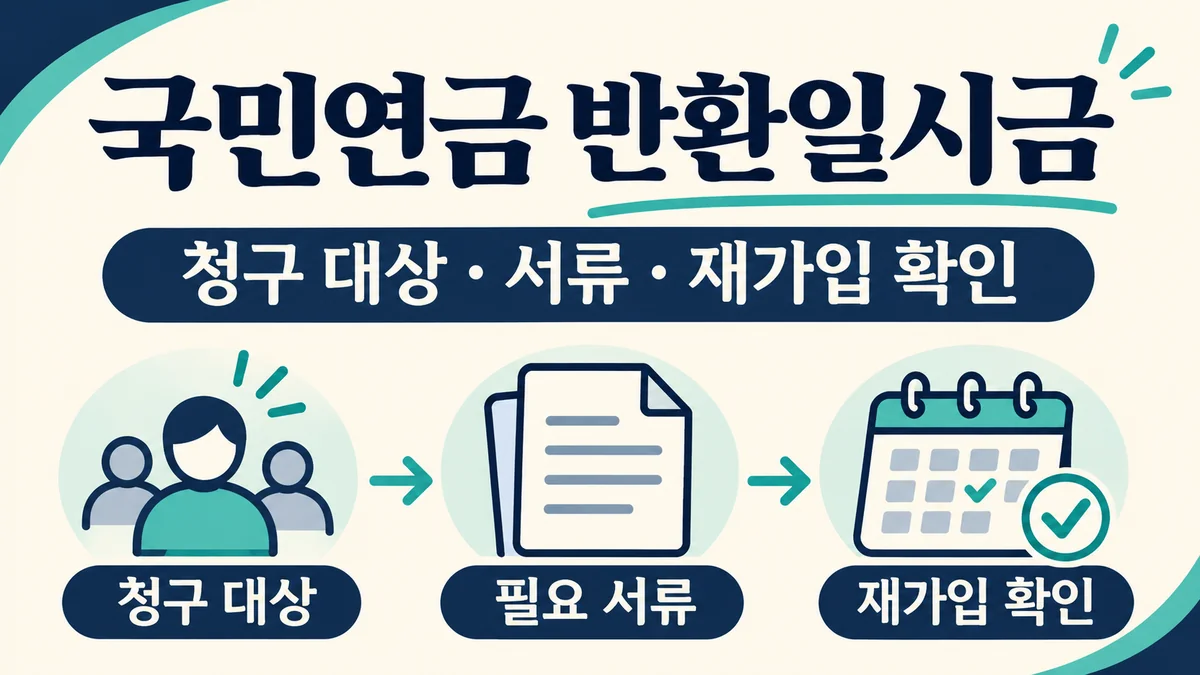 국민연금 반환일시금
청구 대상 · 서류 · 재가입 확인
청구 대상
필요 서류
재가입 확인